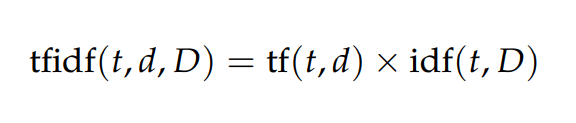 tfidf(t, d, D) = tf(t, d) × idf(t, D)